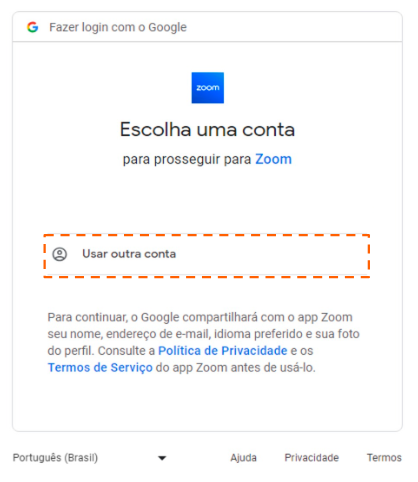 Fazer login com o Google
zoom
Escolha uma conta
para prosseguir para Zoom
Usar outra conta
Para continuar, o Google compartilhará com o app Zoom
seu nome, endereço de e-mail, idioma preferido e sua foto
do perfil. Consulte a Política de Privacidade e os
Termos de Serviço do app Zoom antes de usá-lo.
Português (Brasil) Ajuda Privacidade Termos